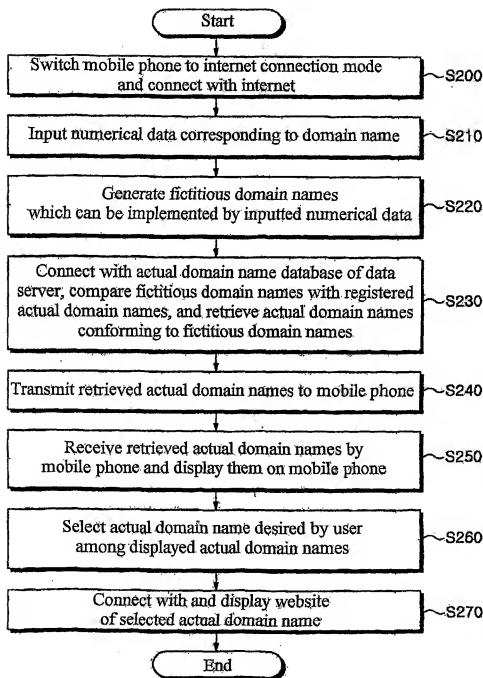 Start
Switch mobile phone to internet connection mode
and connect with internet
S200
Input numerical data corresponding to domain name
S210
Generate fictitious domain names
which can be implemented by inputted numerical data
S220
Connect with actual domain name database of data
server, compare fictitious domain names with registered
actual domain names, and retrieve actual domain names
conforming to fictitious domain names
S230
Transmit retrieved actual domain names to mobile phone
S240
Receive retrieved actual domain names by
mobile phone and display them on mobile phone
S250
Select actual domain name desired by user
among displayed actual domain names
S260
Connect with and display website
of selected actual domain name
S270
End